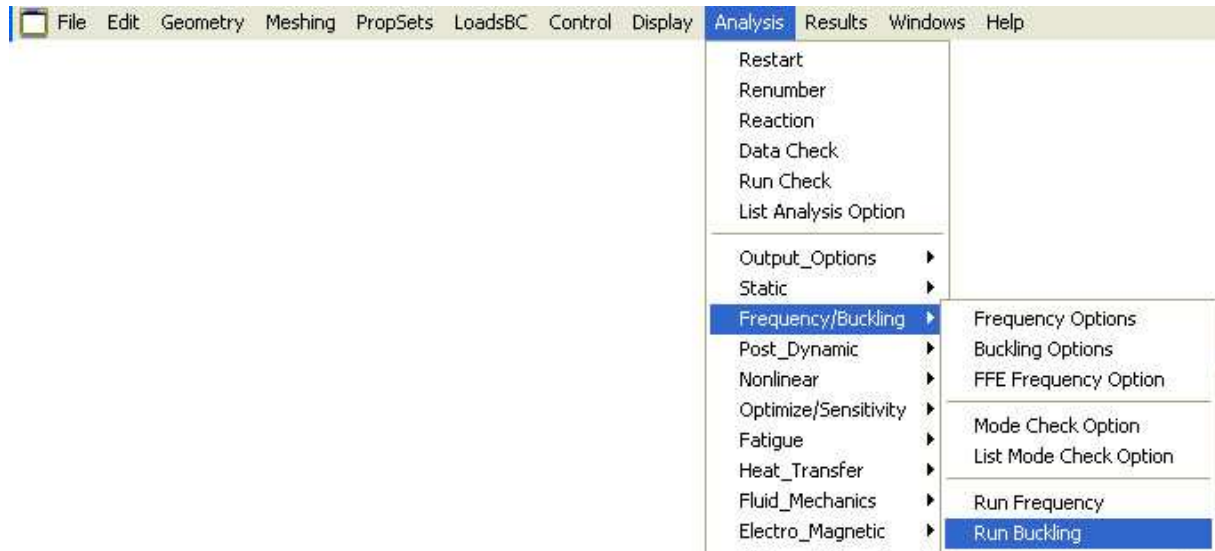 File Edit Geometry Meshing PropSets LoadsBC Control Display Analysis Results Windows Help
Restart
Renumber
Reaction
Data Check
Run Check
List Analysis Option
Output_Options
Static
Frequency/Buckling
Post_Dynamic
Nonlinear
Optimize/Sensitivity
Fatigue
Heat_Transfer
Fluid_Mechanics
Electro_Magnetic
Frequency Options
Buckling Options
FFE Frequency Option
Mode Check Option
List Mode Check Option
Run Frequency
Run Buckling